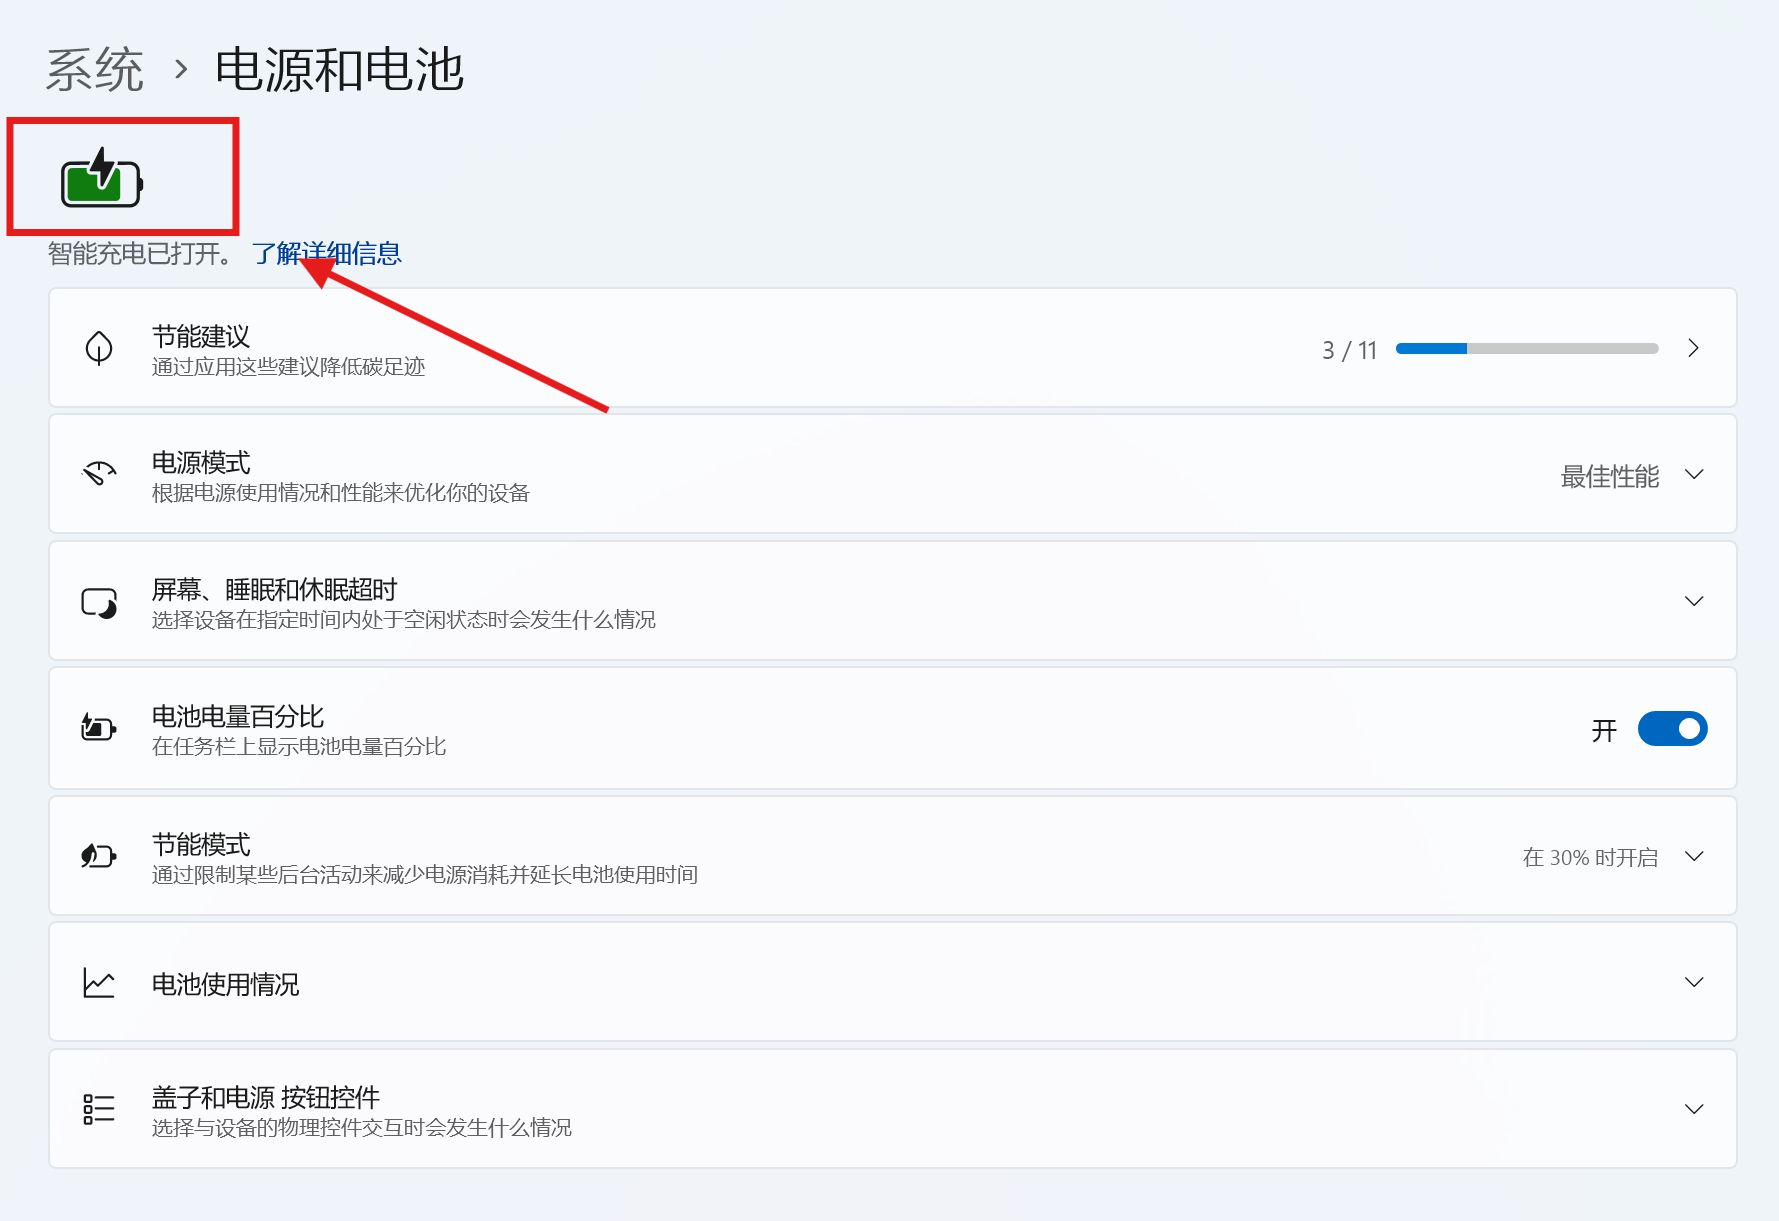 系统 › 电源和电池
智能充电已打开。 了解详细信息
节能建议
通过应用这些建议降低碳足迹
3 / 11
电源模式
根据电源使用情况和性能来优化你的设备
最佳性能
屏幕、睡眠和休眠超时
选择设备在指定时间内处于空闲状态时会发生什么情况
电池电量百分比
在任务栏上显示电池电量百分比
开
节能模式
通过限制某些后台活动来减少电源消耗并延长电池使用时间
在 30% 时开启
电池使用情况
盖子和电源 按钮控件
选择与设备的物理控件交互时会发生什么情况